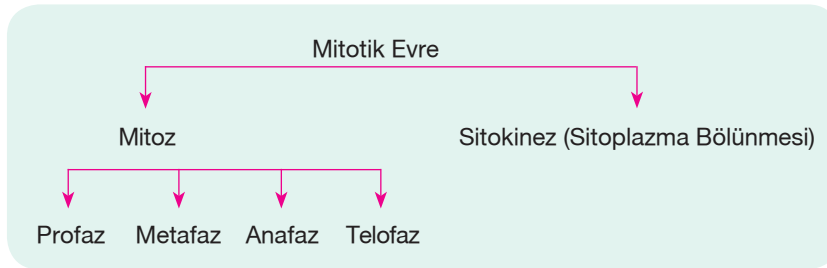 Mitotik Evre
Mitoz
Sitokinez (Sitoplazma Bölünmesi)
Profaz Metafaz Anafaz Telofaz